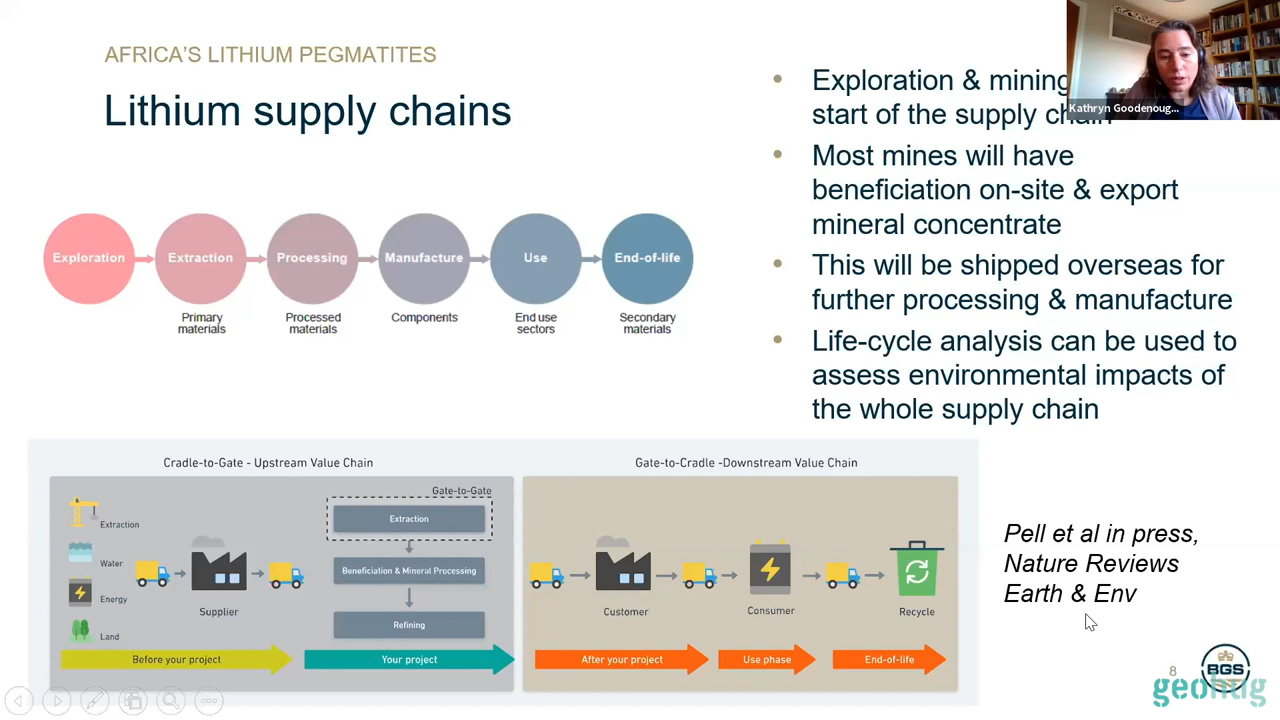 AFRICA'S LITHIUM PEGMATITES
Lithium supply chains
Exploration
Extraction
Processing
Manufacture
Use
End-of-life
Primary
materials
Processed
materials
Components
End use
sectors
Secondary
materials
• Exploration & mining
start of the supply chain
• Most mines will have
beneficiation on-site & export
mineral concentrate
• This will be shipped overseas for
further processing & manufacture
• Life-cycle analysis can be used to
assess environmental impacts of
the whole supply chain
Kathryn Goodenoug...
Cradle-to-Gate - Upstream Value Chain
Gate-to-Gate
Extraction
Water
Energy
Land
Supplier
Extraction
Beneficiation & Mineral Processing
Refining
Before your project
Your project
Gate-to-Cradle -Downstream Value Chain
Customer
Consumer
Recycle
After your project
Use phase
End-of-life
Pell et al in press,
Nature Reviews
Earth & Env
8
BGS
geohug